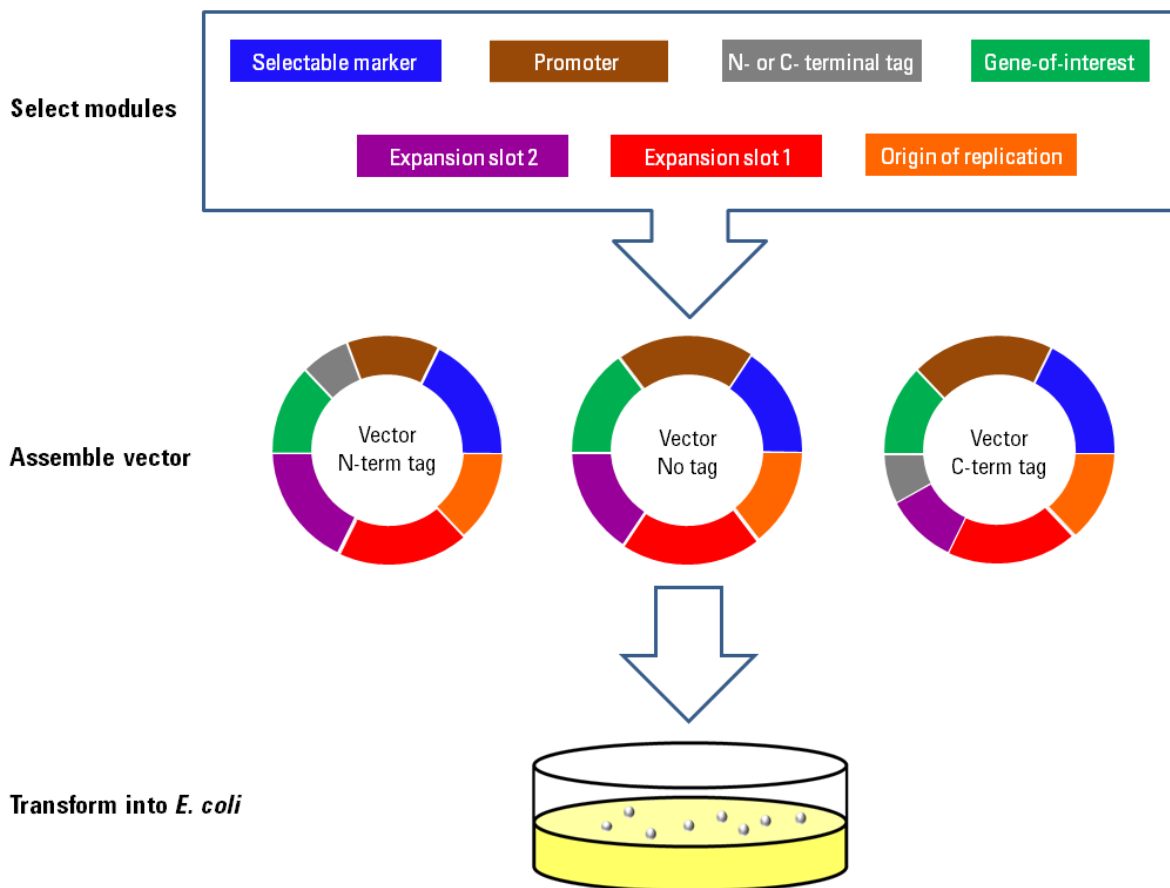 Select modules
Selectable marker
Promoter
N- or C- terminal tag
Gene-of-interest
Expansion slot 2
Expansion slot 1
Origin of replication
Assemble vector
Vector
N-term tag
Vector
No tag
Vector
C-term tag
Transform into E. coli